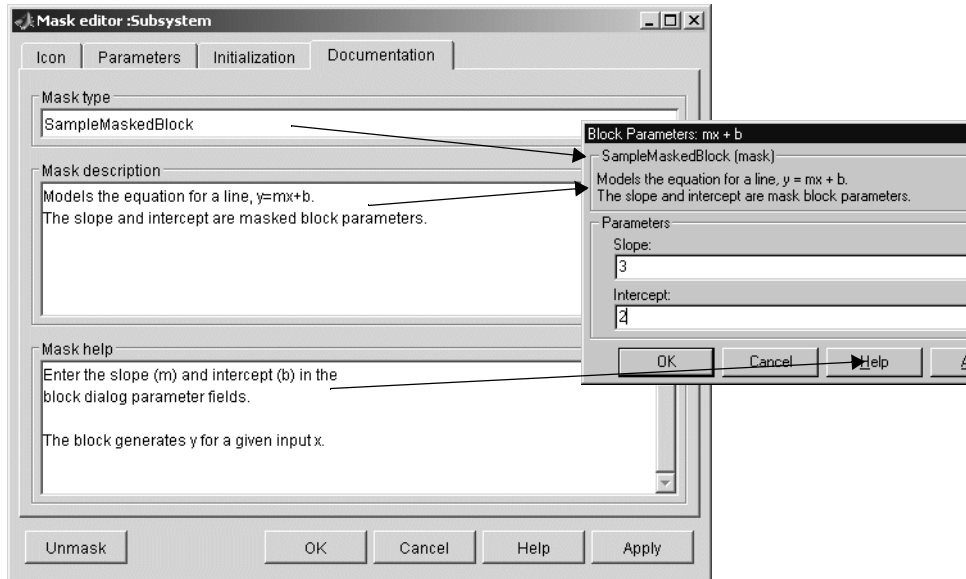 Mask editor :Subsystem
Icon
Parameters
Initialization
Documentation
Mask type
SampleMaskedBlock
Mask description
Models the equation for a line, y=mx+b.
The slope and intercept are masked block parameters.
Mask help
Enter the slope (m) and intercept (b) in the
block dialog parameter fields.
The block generates y for a given input x.
Unmask
OK
Cancel
Help
Apply
Block Parameters: mx + b
SampleMaskedBlock (mask)
Models the equation for a line, y = mx + b.
The slope and intercept are mask block parameters.
Parameters
Slope:
3
Intercept:
2
OK
Cancel
Help